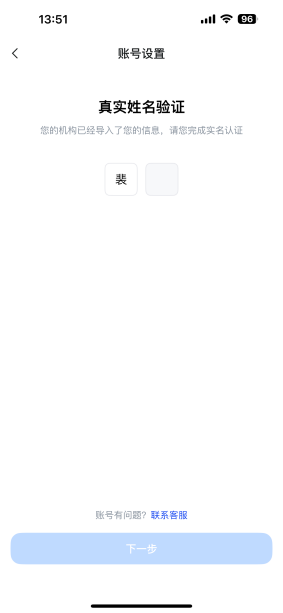 13:51
96
账号设置
真实姓名验证
您的机构已经导入了您的信息，请您完成实名认证
裴
账号有问题？联系客服
下一步